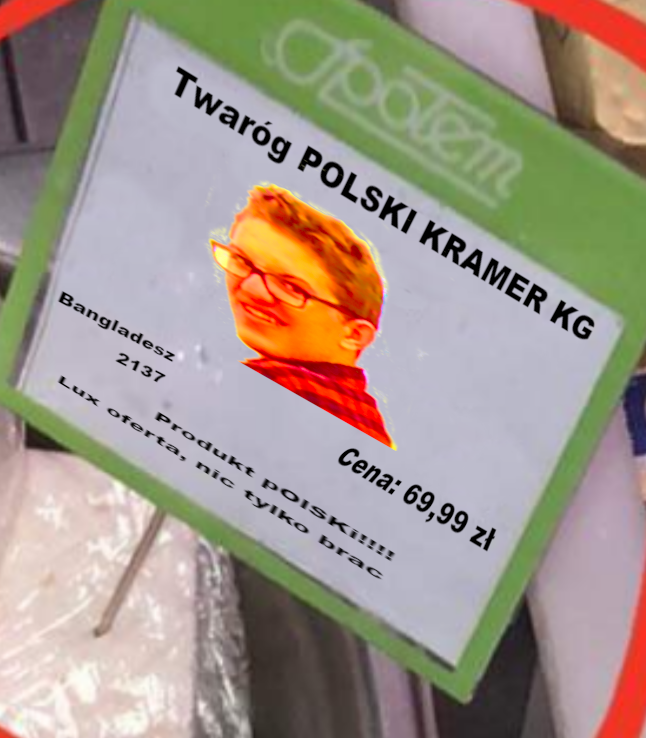 Społem
Twaróg POLSKI KRAMER KG
Bangladesz
2137
Cena: 69,99 zł
Produkt pOlSKi!!!!!
Lux oferta, nic tylko brac